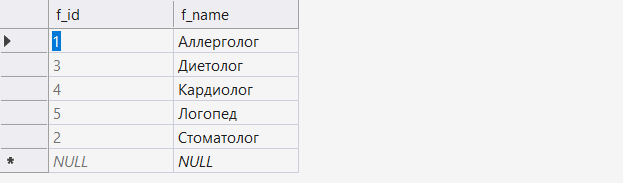 f_id f_name
1 Аллерголог
3 Диетолог
4 Кардиолог
5 Логопед
2 Стоматолог
NULL NULL